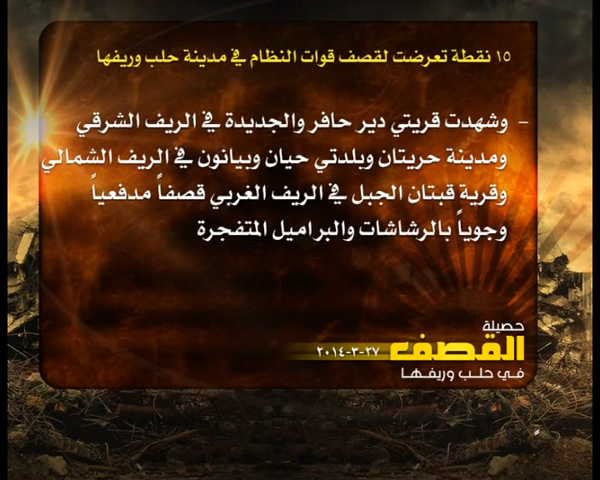 ١٥ نقطة تعرضت لقصف قوات النظام في مدينة حلب وريفها
- وشهدت قريتي دير حافر والجديدة في الريف الشرقي
ومدينة حريتان وبلدتي حيان وبيانون في الريف الشمالي
وقرية قبتان الجبل في الريف الغربي قصفاً مدفعياً
وجوياً بالرشاشات والبراميل المتفجرة
حصيلة
القصف ٢٧-٣-٢٠١٤
في حلب وريفها